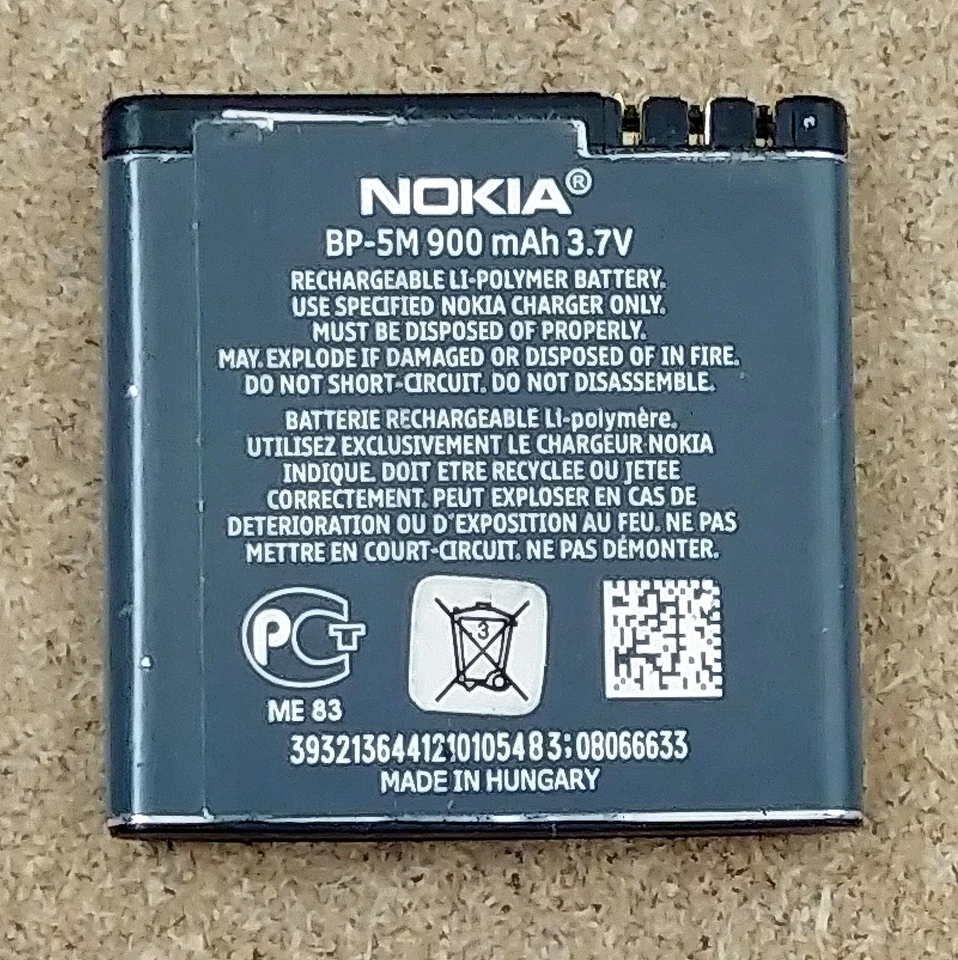 NOKIA®
BP-5M 900 mAh 3.7V
RECHARGEABLE LI-POLYMER BATTERY.
USE SPECIFIED NOKIA CHARGER ONLY.
MUST BE DISPOSED OF PROPERLY.
MAY EXPLODE IF DAMAGED OR DISPOSED OF IN FIRE.
DO NOT SHORT-CIRCUIT. DO NOT DISASSEMBLE.
BATTERIE RECHARGEABLE Li-polymère.
UTILISEZ EXCLUSIVEMENT LE CHARGEUR NOKIA
INDIQUE. DOIT ETRE RECYCLEE OU JETEE
CORRECTEMENT. PEUT EXPLOSER EN CAS DE
DETERIORATION OU D'EXPOSITION AU FEU. NE PAS
METTRE EN COURT-CIRCUIT. NE PAS DÉMONTER.
РСТ
3
ME 83
3932136441210105483;08066633
MADE IN HUNGARY